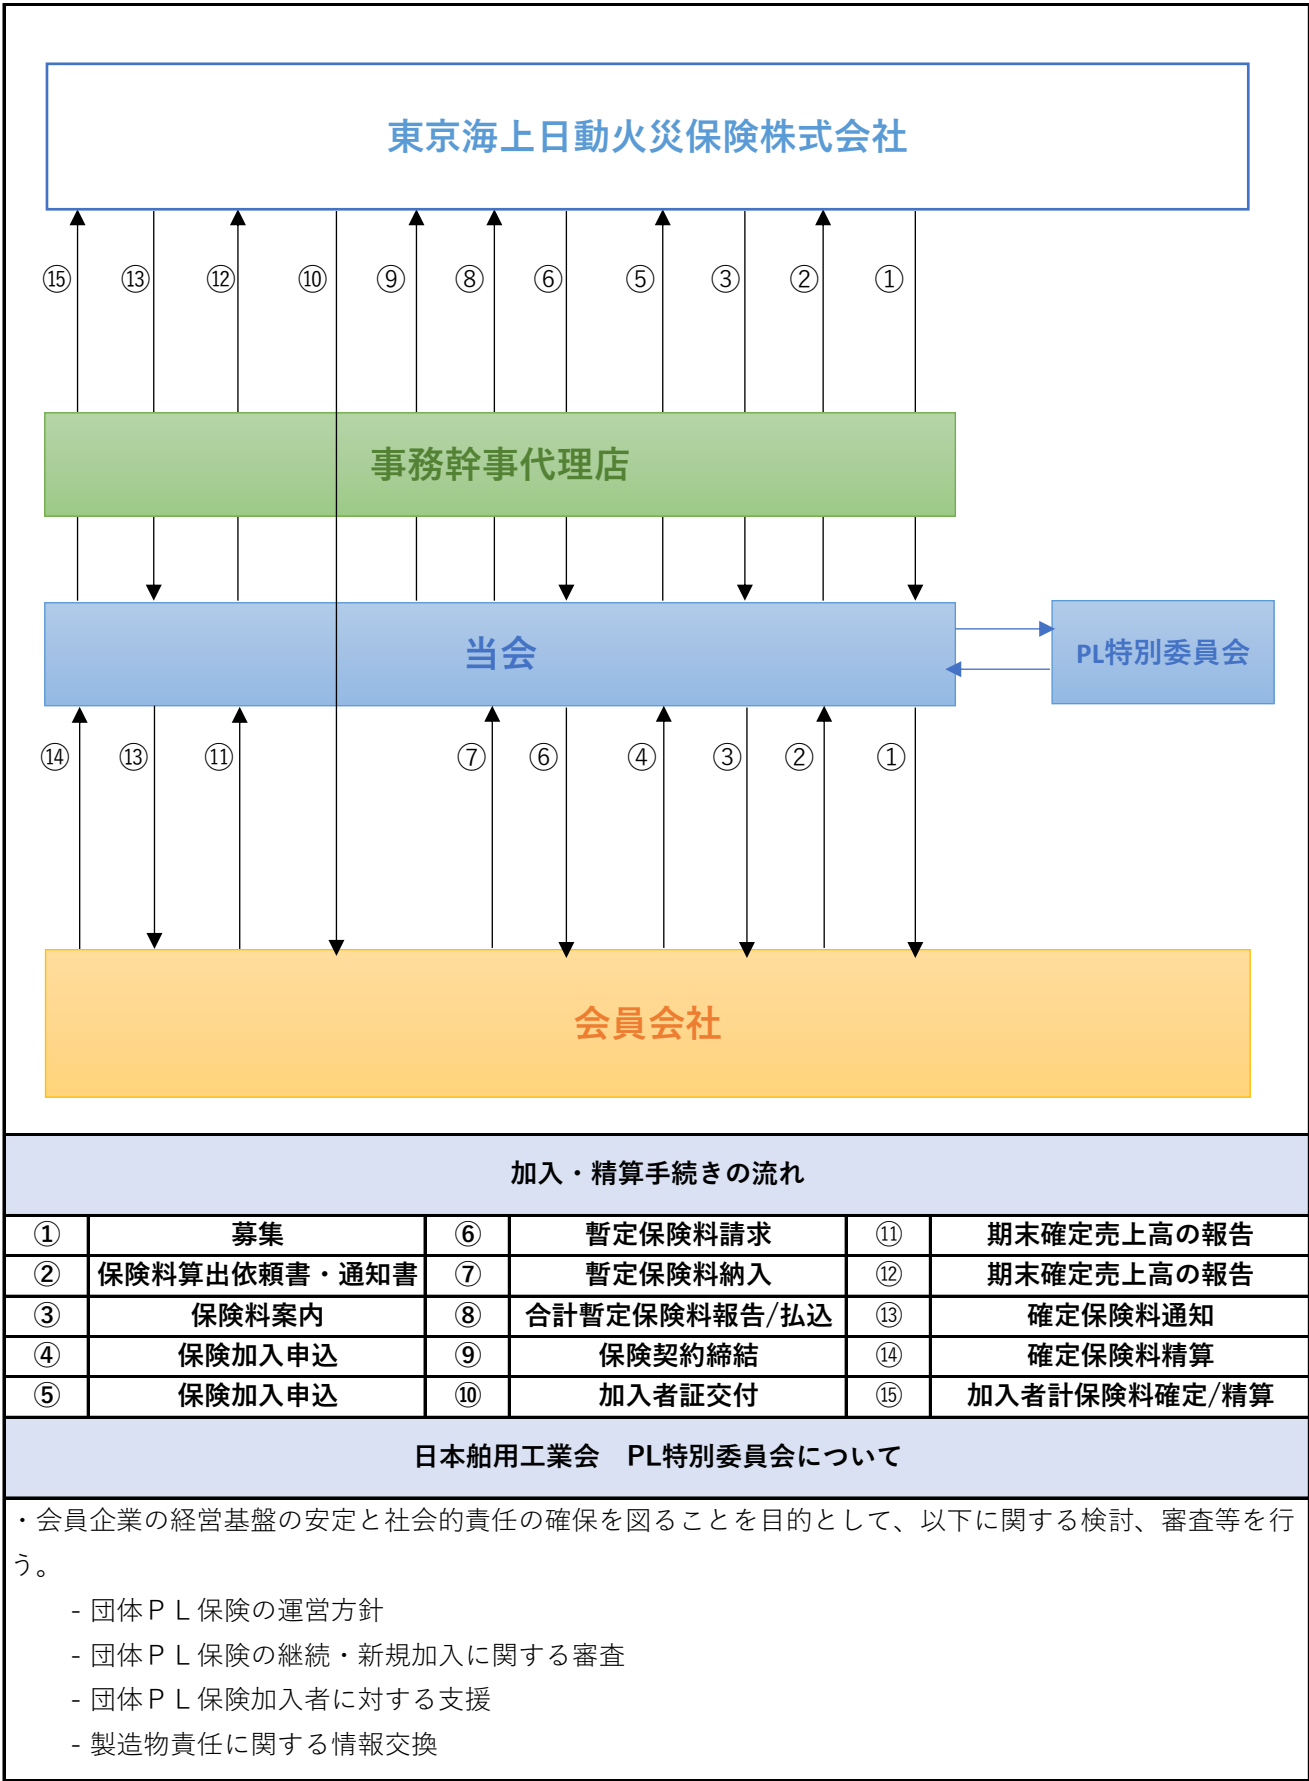 東京海上日動火災保険株式会社
⑮ ⑬ ⑫ ⑩ ⑨ ⑧ ⑥ ⑤ ③ ② ①
事務幹事代理店
当会
PL特別委員会
⑭ ⑬ ⑪ ⑦ ⑥ ④ ③ ② ①
会員会社
加入・精算手続きの流れ
① 募集 ⑥ 暫定保険料請求 ⑪ 期末確定売上高の報告
② 保険料算出依頼書・通知書 ⑦ 暫定保険料納入 ⑫ 期末確定売上高の報告
③ 保険料案内 ⑧ 合計暫定保険料報告/払込 ⑬ 確定保険料通知
④ 保険加入申込 ⑨ 保険契約締結 ⑭ 確定保険料精算
⑤ 保険加入申込 ⑩ 加入者証交付 ⑮ 加入者計保険料確定/精算
日本舶用工業会　PL特別委員会について
・会員企業の経営基盤の安定と社会的責任の確保を図ることを目的として、以下に関する検討、審査等を行
う。
- 団体ＰＬ保険の運営方針
- 団体ＰＬ保険の継続・新規加入に関する審査
- 団体ＰＬ保険加入者に対する支援
- 製造物責任に関する情報交換